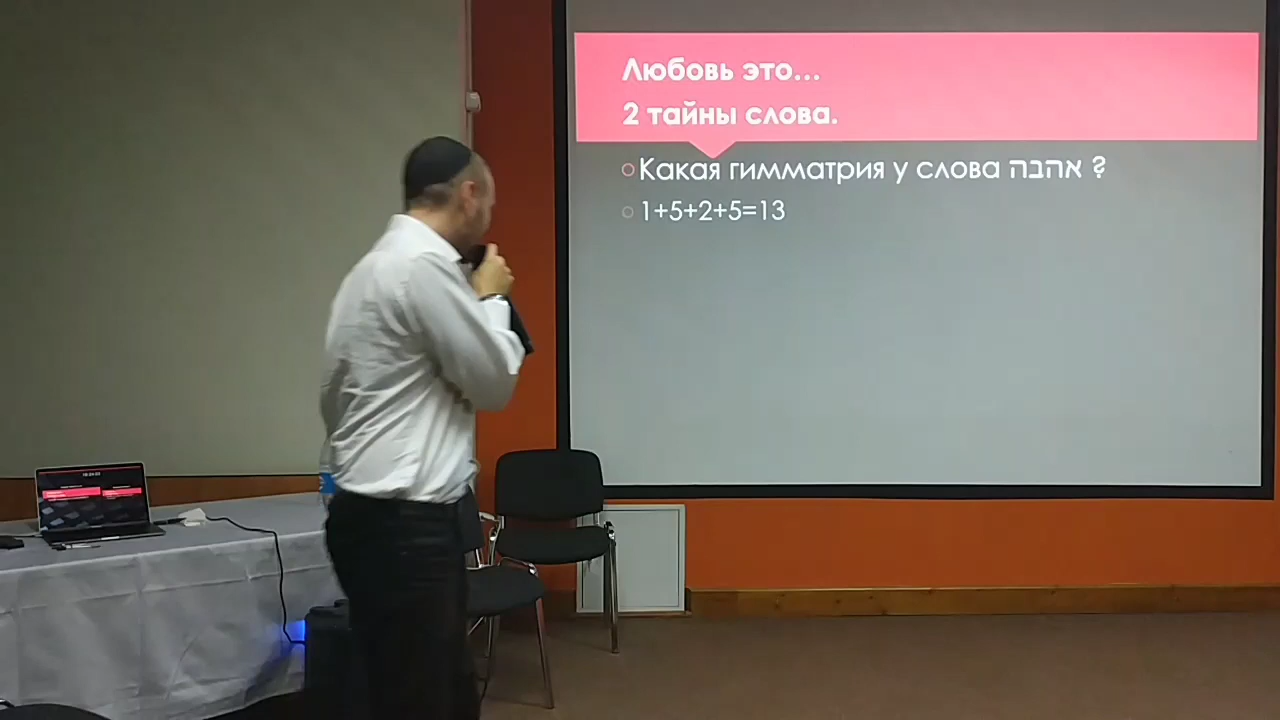 Любовь это...
2 тайны слова.
Какая гимматрия у слова אהבה ?
1+5+2+5=13